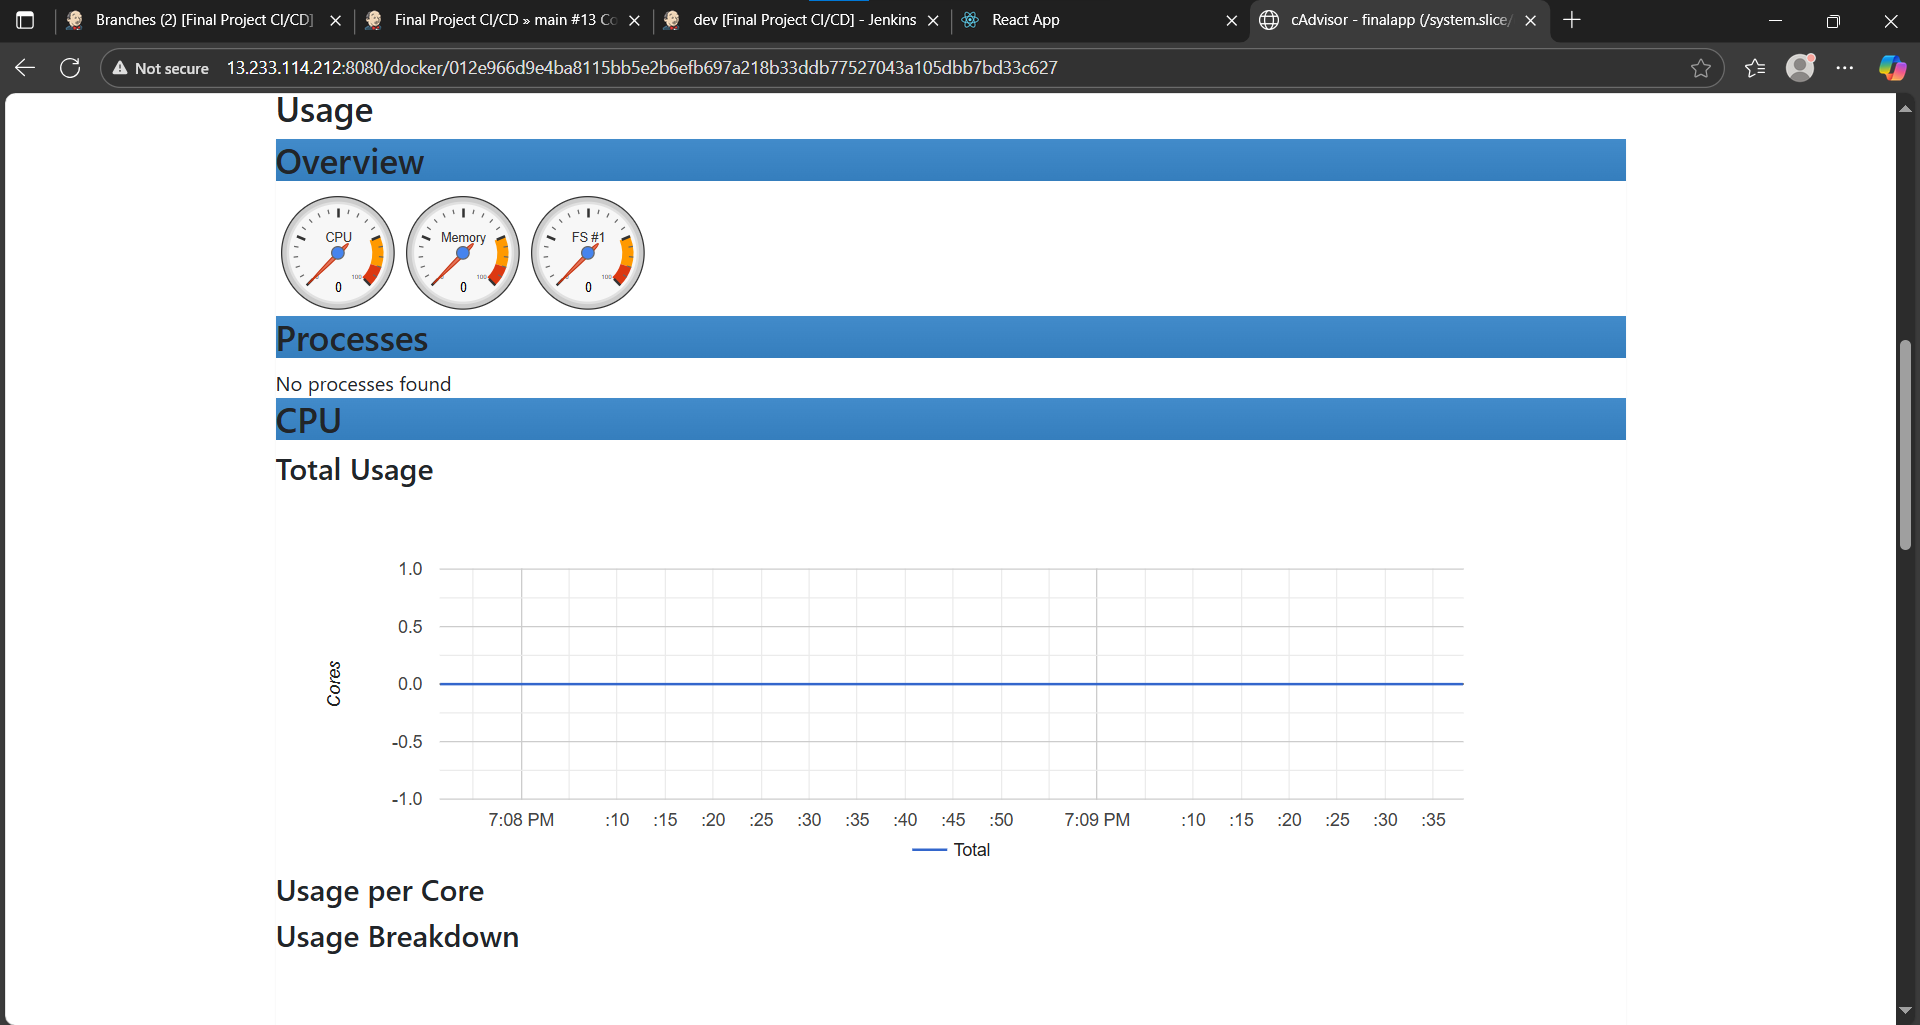 Branches (2) [Final Project CI/CD]
Final Project CI/CD » main #13 Co
dev [Final Project CI/CD] - Jenkins
React App
cAdvisor - finalapp (/system.slice/
Not secure
13.233.114.212:8080/docker/012e966d9e4ba8115bb5e2b6efb697a218b33ddb77527043a105dbb7bd33c627
Usage
Overview
CPU
0
100
0
Memory
0
100
0
FS #1
0
100
0
Processes
No processes found
CPU
Total Usage
1.0
0.5
0.0
-0.5
-1.0
Cores
7:08 PM :10 :15 :20 :25 :30 :35 :40 :45 :50 7:09 PM :10 :15 :20 :25 :30 :35
Total
Usage per Core
Usage Breakdown